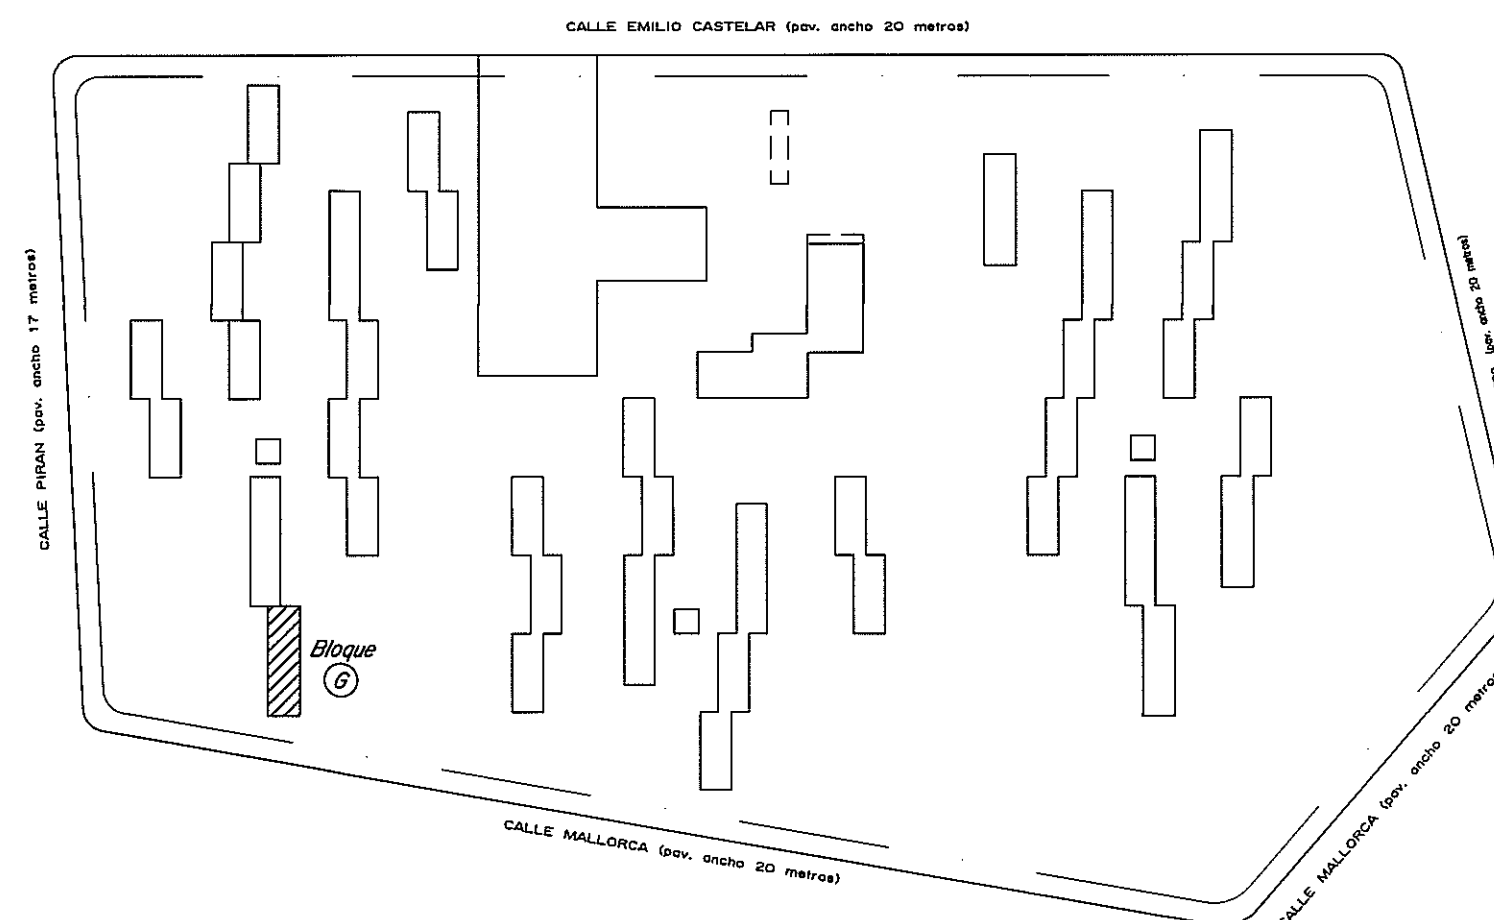 CALLE EMILIO CASTELAR (pav. ancho 20 metros)
CALLE PIRAN (pav. ancho 17 metros)
(pav. ancho 20 metros)
Bloque
G
CALLE MALLORCA (pav. ancho 20 metros)
CALLE MALLORCA (pav. ancho 20 metros